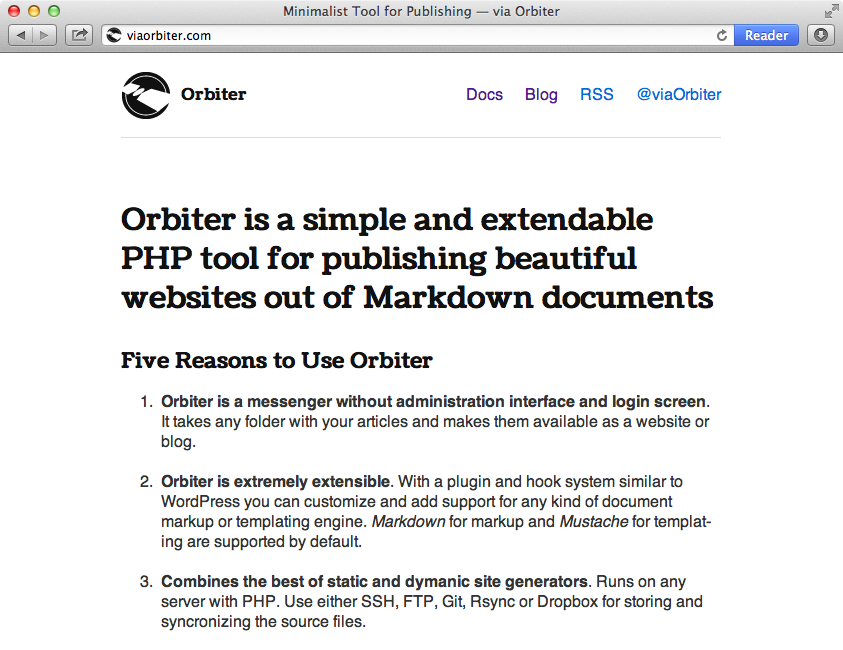 Minimalist Tool for Publishing — via Orbiter
viaorbiter.com
Reader
Orbiter
Docs Blog RSS @viaOrbiter
Orbiter is a simple and extendable
PHP tool for publishing beautiful
websites out of Markdown documents
Five Reasons to Use Orbiter
1. Orbiter is a messenger without administration interface and login screen.
It takes any folder with your articles and makes them available as a website or
blog.
2. Orbiter is extremely extensible. With a plugin and hook system similar to
WordPress you can customize and add support for any kind of document
markup or templating engine. Markdown for markup and Mustache for templat-
ing are supported by default.
3. Combines the best of static and dymanic site generators. Runs on any
server with PHP. Use either SSH, FTP, Git, Rsync or Dropbox for storing and
syncronizing the source files.